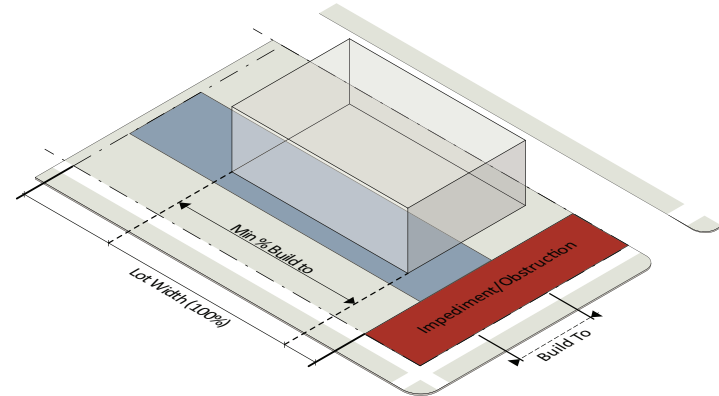 Min % Build to
Lot Width (100%)
Impediment/Obstruction
Build To